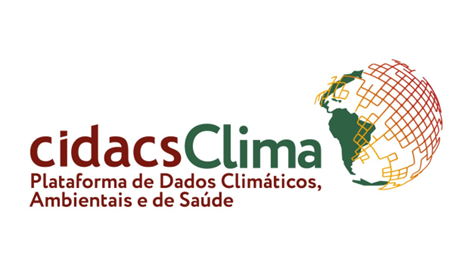 cidacsClima
Plataforma de Dados Climáticos,
Ambientais e de Saúde